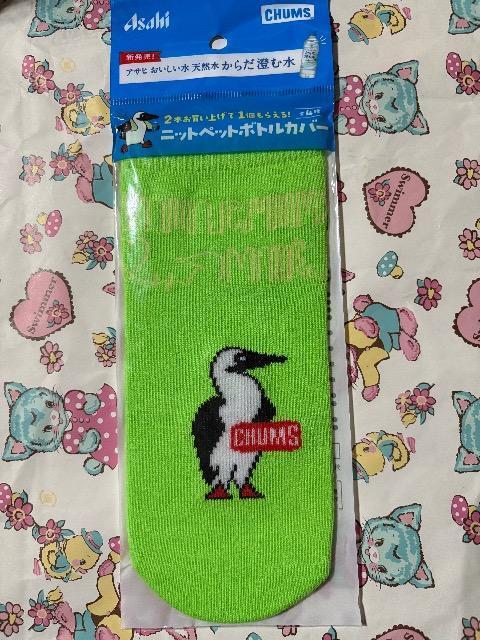 Asahi
CHUMS
新発売!
アサヒ おいしい水 天然水 からだ澄む水
2本お買い上げで1個もらえる!
ニットペットボトルカバー
CHUMS
Swimmer
Swimmer